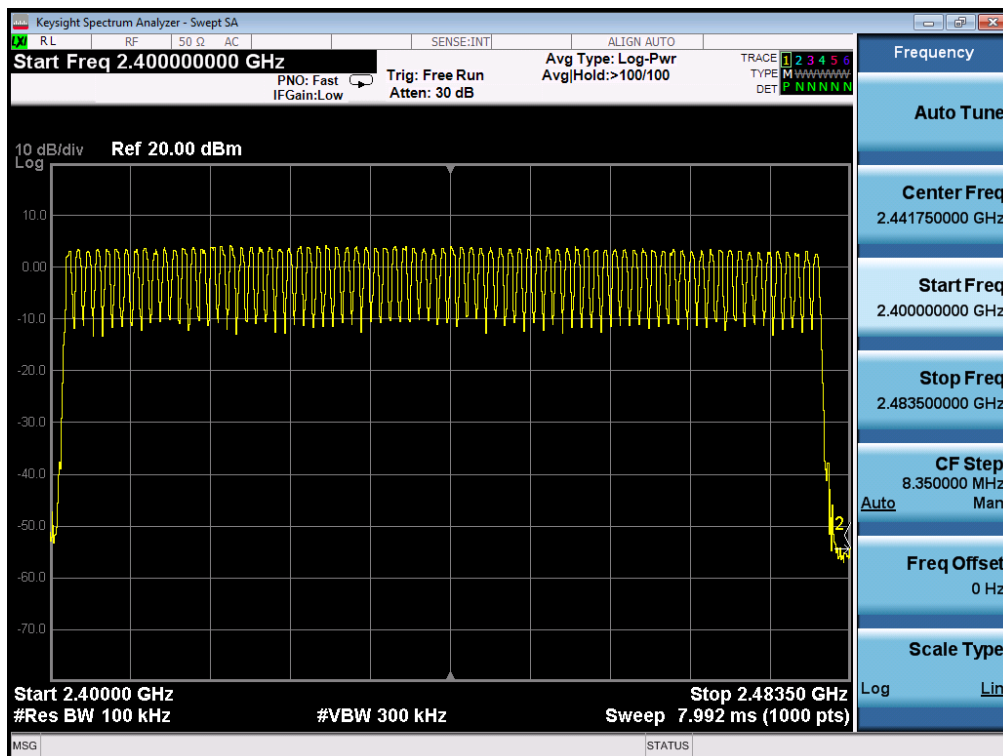 Keysight Spectrum Analyzer - Swept SA
LXI RL RF 50 Ω AC SENSE:INT ALIGN AUTO
Start Freq 2.400000000 GHz
PNO: Fast
IFGain:Low
Trig: Free Run
Atten: 30 dB
Avg Type: Log-Pwr
Avg|Hold:>100/100
TRACE 1 2 3 4 5 6
TYPE M WWWWW
DET P N N N N N
10 dB/div Ref 20.00 dBm
Log
10.0
0.00
-10.0
-20.0
-30.0
-40.0
-50.0
-60.0
-70.0
2
Start 2.40000 GHz Stop 2.48350 GHz
#Res BW 100 kHz #VBW 300 kHz Sweep 7.992 ms (1000 pts)
MSG STATUS
Frequency
Auto Tune
Center Freq
2.441750000 GHz
Start Freq
2.400000000 GHz
Stop Freq
2.483500000 GHz
CF Step
8.350000 MHz
Auto Man
Freq Offset
0 Hz
Scale Type
Log Lin